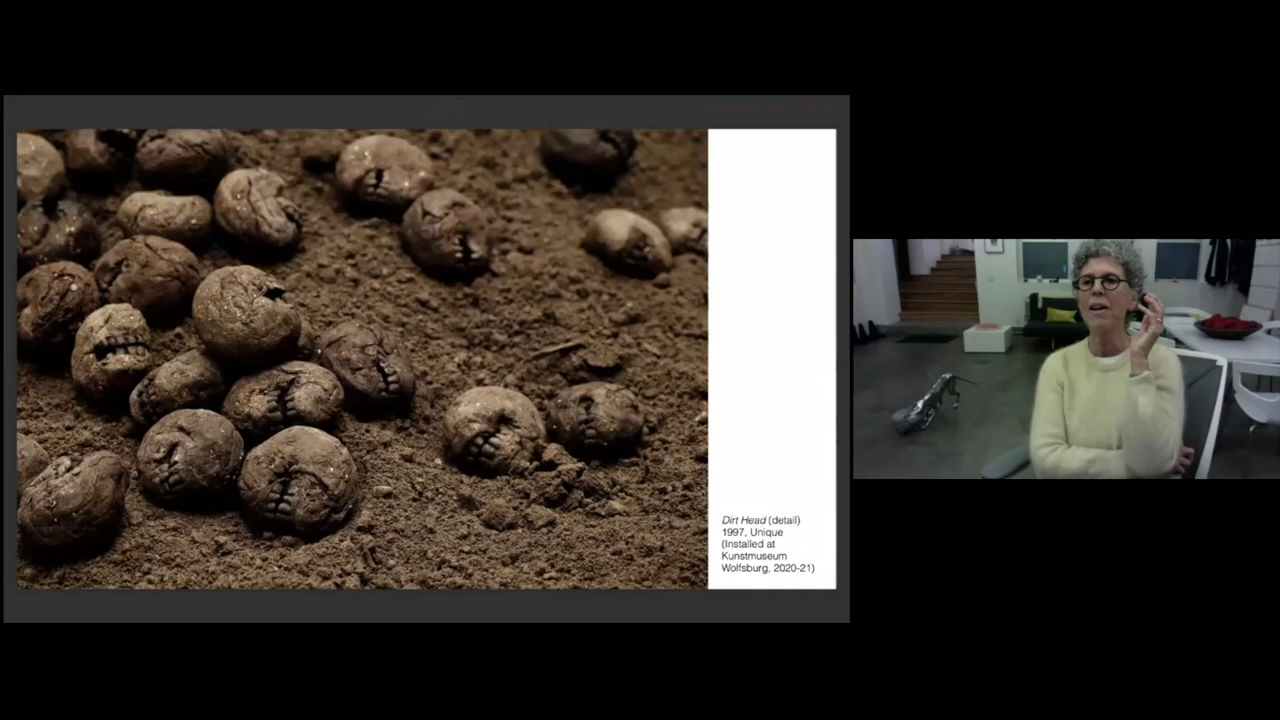 Dirt Head (detail)
1997, Unique
(Installed at
Kunstmuseum
Wolfsburg, 2020-21)